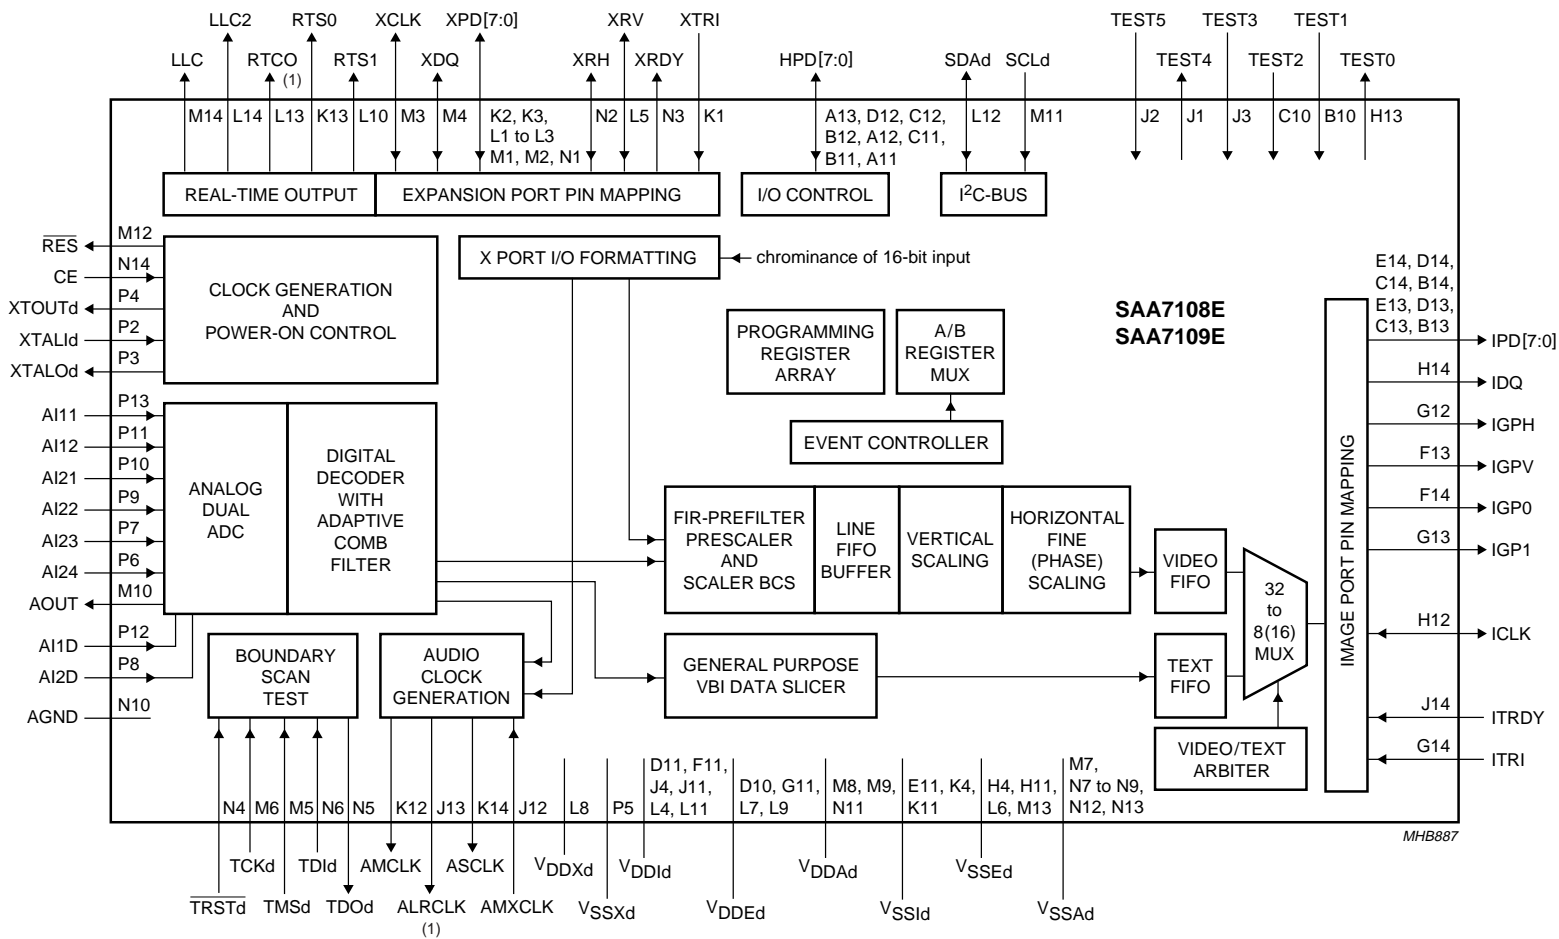 LLC2 RTS0 XCLK XPD[7:0] XRV XTRI TEST5 TEST3 TEST1
LLC RTCO RTS1 XDQ XRH XRDY HPD[7:0] SDAd SCLd TEST4 TEST2 TEST0
(1)
M14 L14 L13 K13 L10 M3 M4 K2, K3, N2 L5 N3 K1 A13, D12, C12, L12 M11 J2 J1 J3 C10 B10 H13
L1 to L3 B12, A12, C11,
M1, M2, N1 B11, A11
REAL-TIME OUTPUT EXPANSION PORT PIN MAPPING I/O CONTROL I2C-BUS
RES M12
CE N14
XTOUTd P4
XTALId P2
XTALOd P3
CLOCK GENERATION
AND
POWER-ON CONTROL
X PORT I/O FORMATTING chrominance of 16-bit input
PROGRAMMING
REGISTER
ARRAY
A/B
REGISTER
MUX
EVENT CONTROLLER
SAA7108E
SAA7109E
E14, D14,
C14, B14,
E13, D13,
C13, B13
IPD[7:0]
H14 IDQ
G12 IGPH
F13 IGPV
F14 IGP0
G13 IGP1
H12 ICLK
J14 ITRDY
G14 ITRI
IMAGE PORT PIN MAPPING
AI11 P13
AI12 P11
AI21 P10
AI22 P9
AI23 P7
AI24 P6
AOUT M10
AI1D P12
AI2D P8
AGND N10
ANALOG
DUAL
ADC
DIGITAL
DECODER
WITH
ADAPTIVE
COMB
FILTER
FIR-PREFILTER
PRESCALER
AND
SCALER BCS
LINE
FIFO
BUFFER
VERTICAL
SCALING
HORIZONTAL
FINE
(PHASE)
SCALING
VIDEO
FIFO
32
to
8(16)
MUX
BOUNDARY
SCAN
TEST
AUDIO
CLOCK
GENERATION
GENERAL PURPOSE
VBI DATA SLICER
TEXT
FIFO
VIDEO/TEXT
ARBITER
D11, F11, M7,
J4, J11, D10, G11, M8, M9, E11, K4, H4, H11, N7 to N9,
N4 M6 M5 N6 N5 K12 J13 K14 J12 L8 P5 L4, L11 L7, L9 N11 K11 L6, M13 N12, N13
MHB887
TCKd TDId AMCLK ASCLK VDDXd VDDId VDDAd VSSEd
TRSTd TMSd TDOd ALRCLK AMXCLK VSSXd VDDEd VSSId VSSAd
(1)